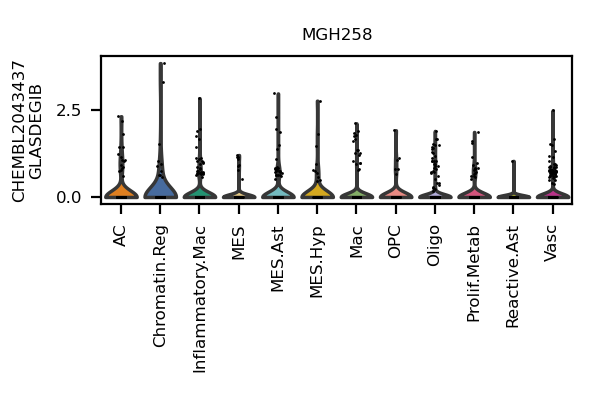 MGH258
CHEMBL2043437
GLASDEGIB
2.5
0.0
AC
Chromatin.Reg
Inflammatory.Mac
MES
MES.Ast
MES.Hyp
Mac
OPC
Oligo
Prolif.Metab
Reactive.Ast
Vasc